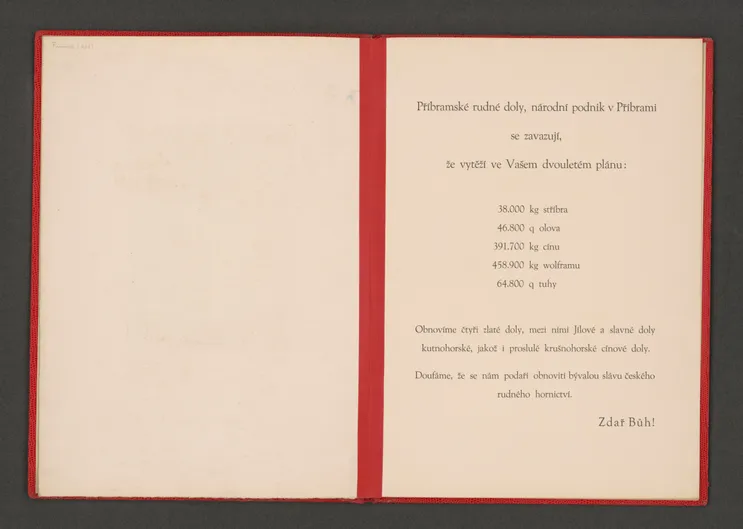 Příbramské rudné doly, národní podnik v Příbrami
se zavazují,
že vytěží ve Vašem dvouletém plánu:
38.000 kg stříbra
46.800 q olova
391.700 kg cínu
458.900 kg wolframu
64.800 q tuhy
Obnovíme čtyři zlaté doly, mezi nimi Jílové a slavné doly
kutnohorské, jakož i proslulé krušnohorské cínové doly.
Doufáme, že se nám podaří obnoviti bývalou slávu českého
rudného hornictví.
Zdař Bůh!